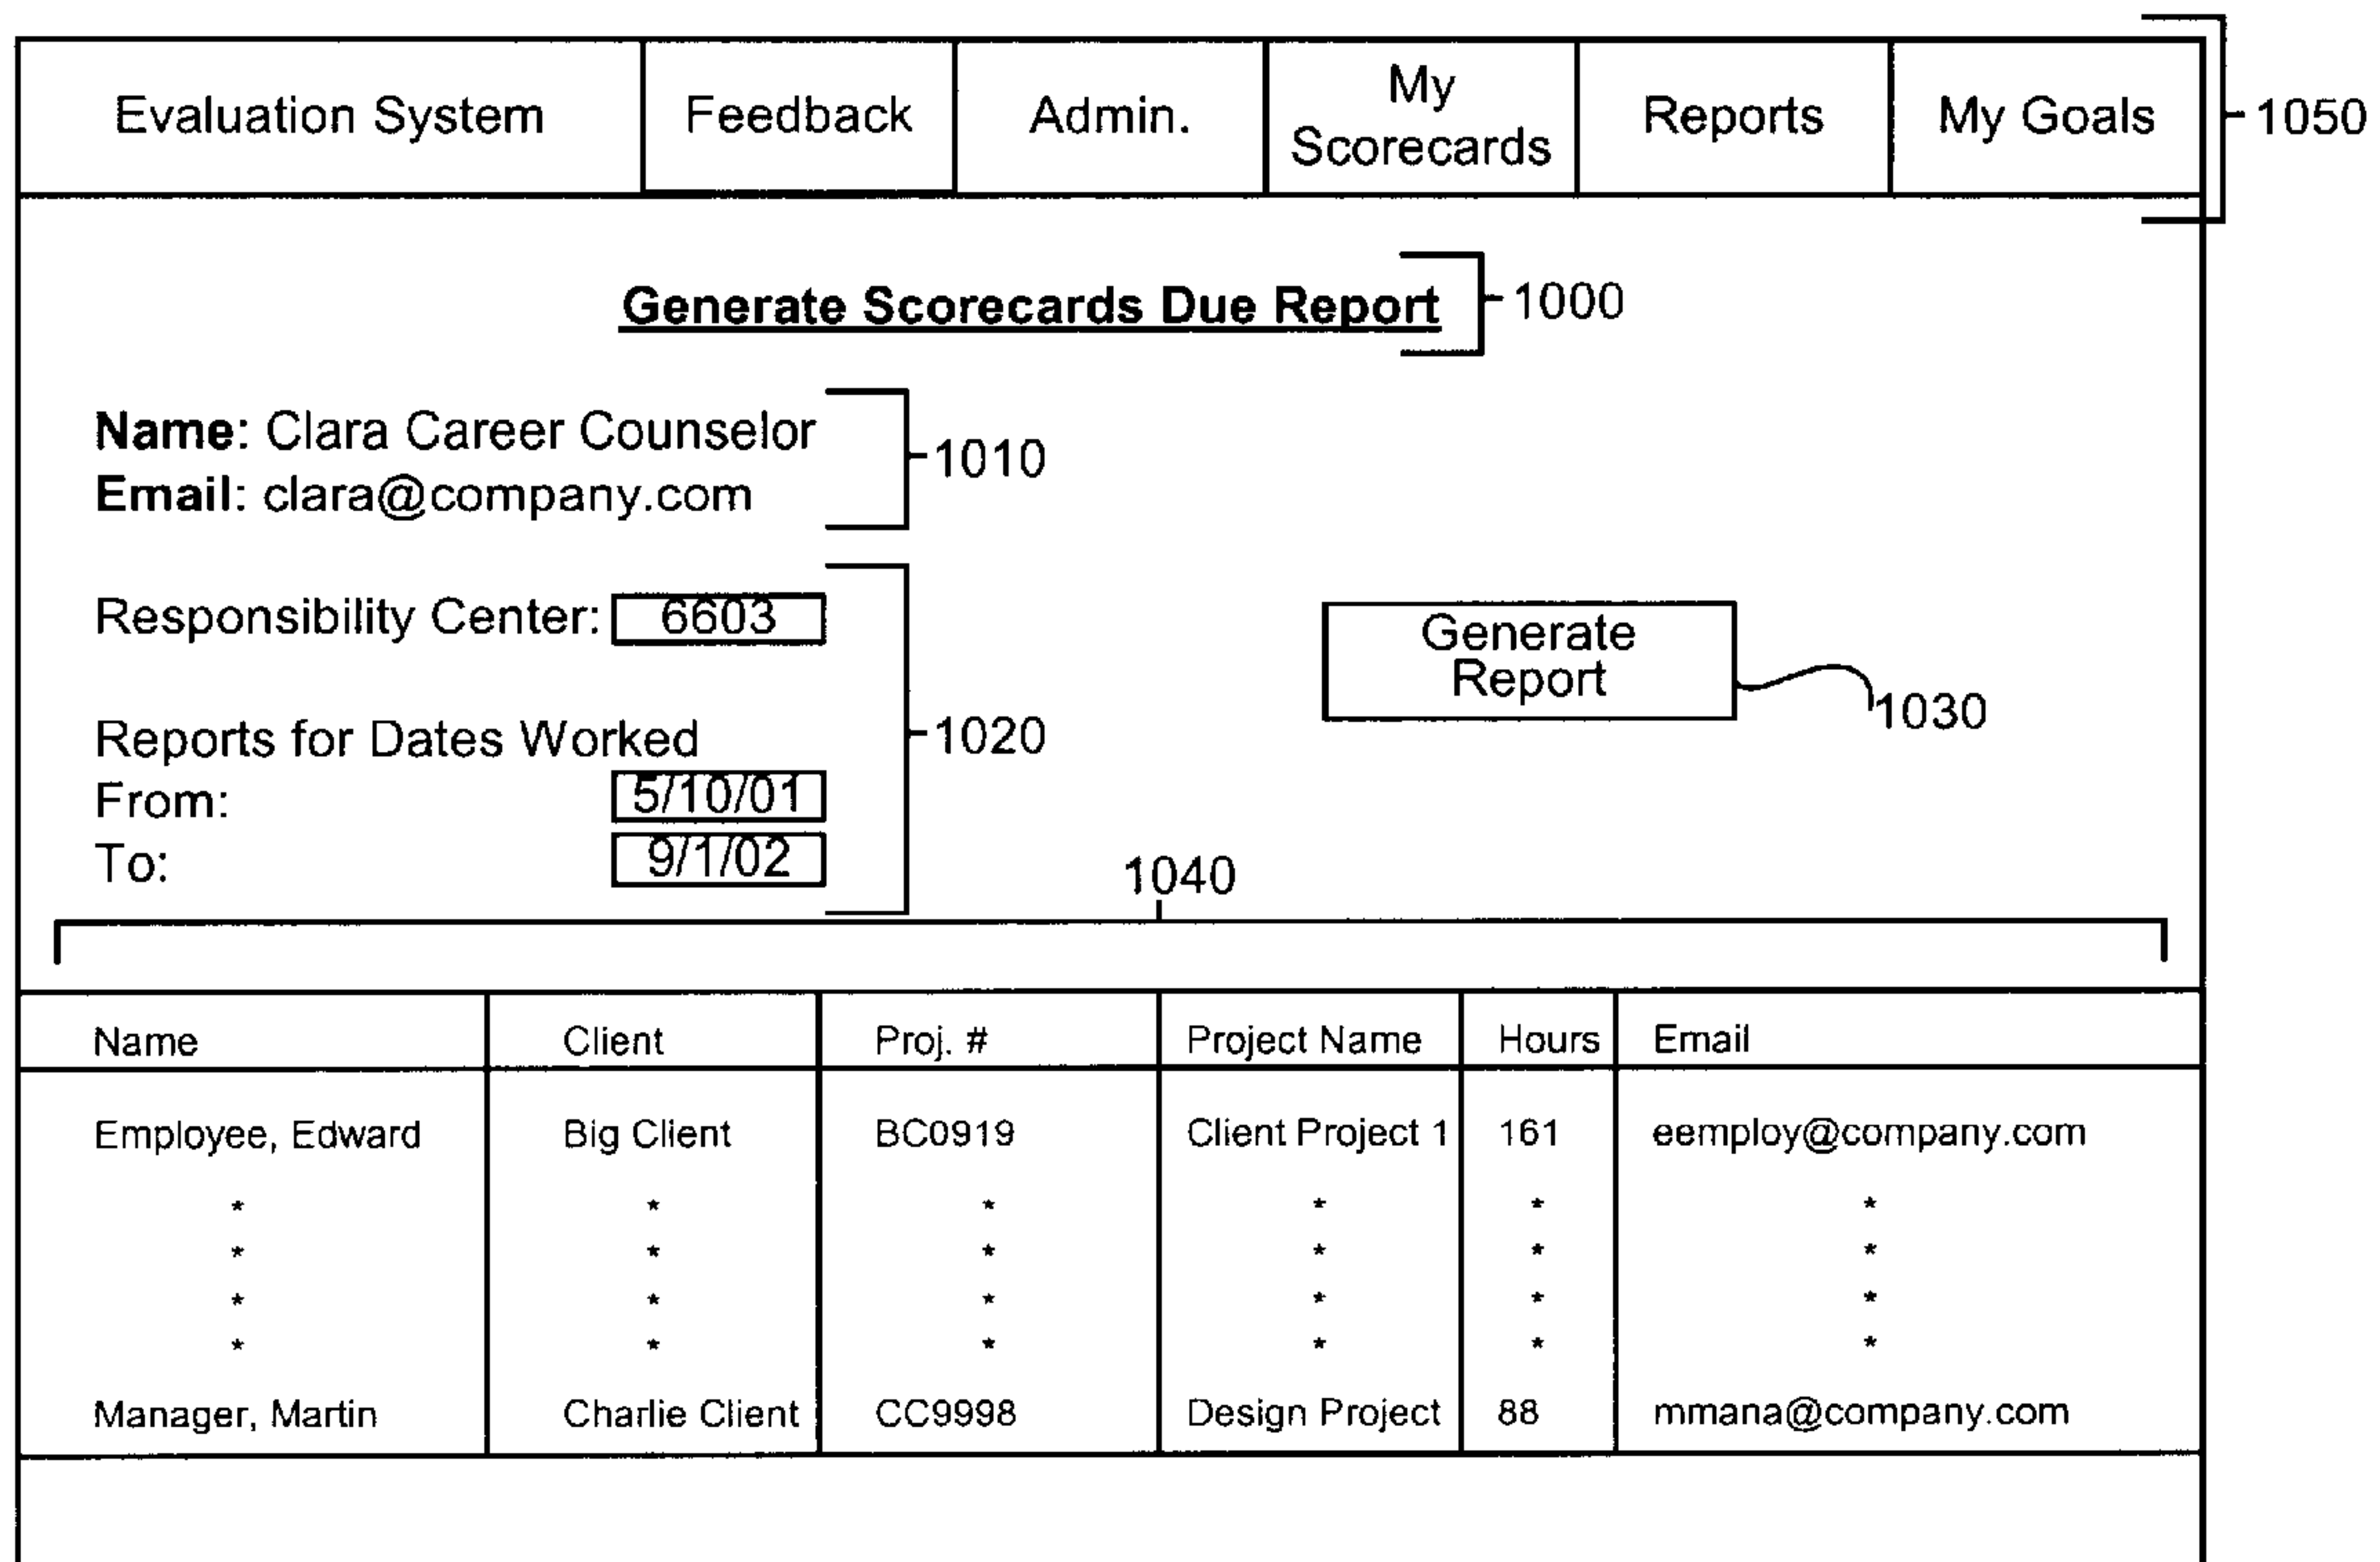 Evaluation System Feedback Admin. My Scorecards Reports My Goals 1050
Generate Scorecards Due Report 1000
Name: Clara Career Counselor
Email: clara@company.com
1010
Responsibility Center: 6603
Generate
Report
1030
Reports for Dates Worked
1020
From: 5/10/01
To: 9/1/02
1040
Name Client Proj. # Project Name Hours Email
Employee, Edward Big Client BC0919 Client Project 1 161 eemploy@company.com
* * * * * *
* * * * * *
* * * * * *
* * * * * *
Manager, Martin Charlie Client CC9998 Design Project 88 mmana@company.com